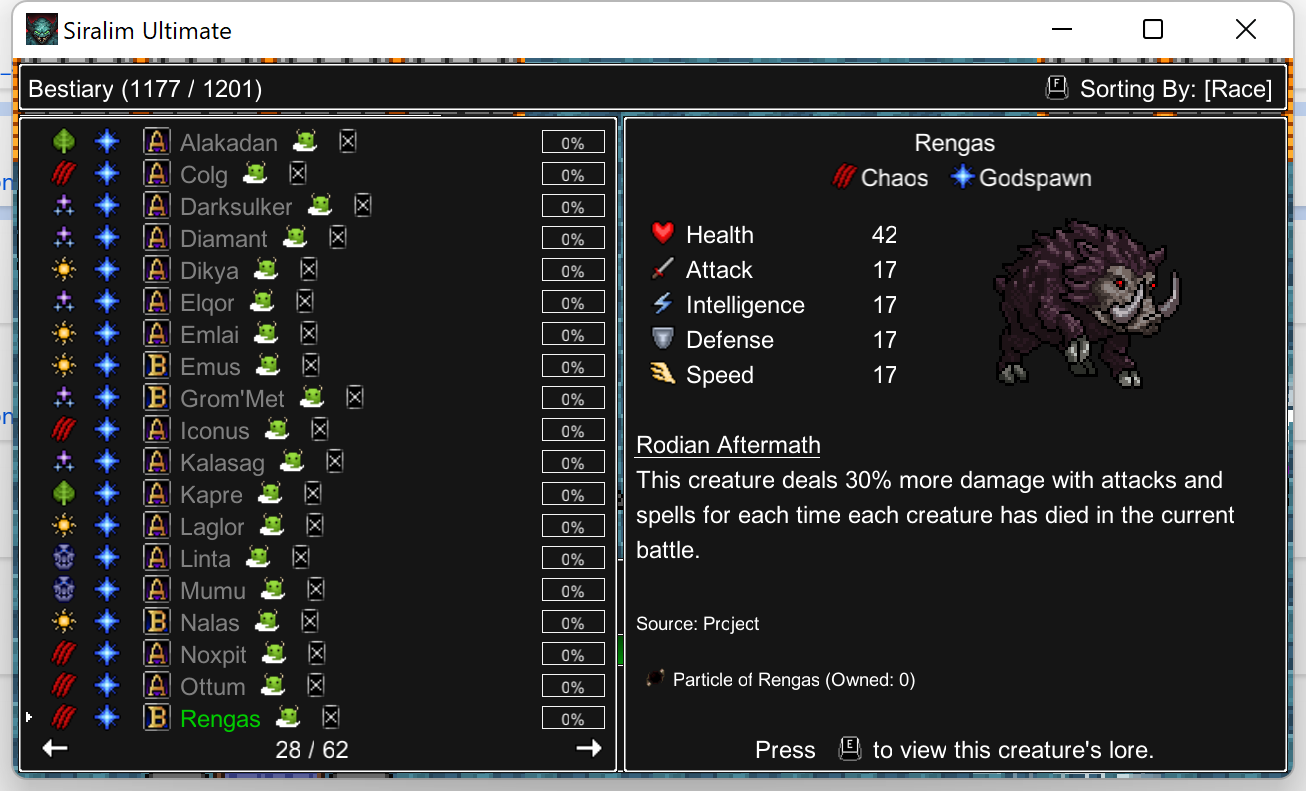 Siralim Ultimate
Bestiary (1177 / 1201)
F Sorting By: [Race]
A Alakadan 0%
A Colg 0%
A Darksulker 0%
A Diamant 0%
A Dikya 0%
A Elqor 0%
A Emlai 0%
B Emus 0%
B Grom'Met 0%
A Iconus 0%
A Kalasag 0%
A Kapre 0%
A Laglor 0%
A Linta 0%
A Mumu 0%
B Nalas 0%
A Noxpit 0%
A Ottum 0%
B Rengas 0%
28 / 62
Rengas
Chaos Godspawn
Health 42
Attack 17
Intelligence 17
Defense 17
Speed 17
Rodian Aftermath
This creature deals 30% more damage with attacks and
spells for each time each creature has died in the current
battle.
Source: Project
Particle of Rengas (Owned: 0)
Press E to view this creature's lore.